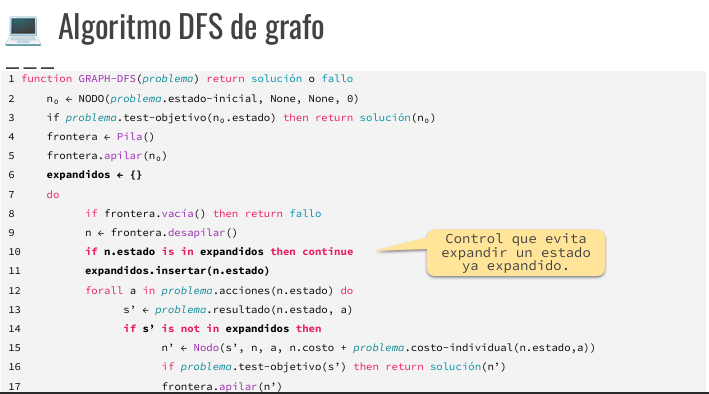 Algoritmo DFS de grafo
1 function GRAPH-DFS(problema) return solución o fallo
2 n₀ ← NODO(problema.estado-inicial, None, None, 0)
3 if problema.test-objetivo(n₀.estado) then return solución(n₀)
4 frontera ← Pila()
5 frontera.apilar(n₀)
6 expandidos ← {}
7 do
8 if frontera.vacía() then return fallo
9 n ← frontera.desapilar()
10 if n.estado is in expandidos then continue
11 expandidos.insertar(n.estado)
12 forall a in problema.acciones(n.estado) do
13 s’ ← problema.resultado(n.estado, a)
14 if s’ is not in expandidos then
15 n’ ← Nodo(s’, n, a, n.costo + problema.costo-individual(n.estado,a))
16 if problema.test-objetivo(s’) then return solución(n’)
17 frontera.apilar(n’)
Control que evita
expandir un estado
ya expandido.